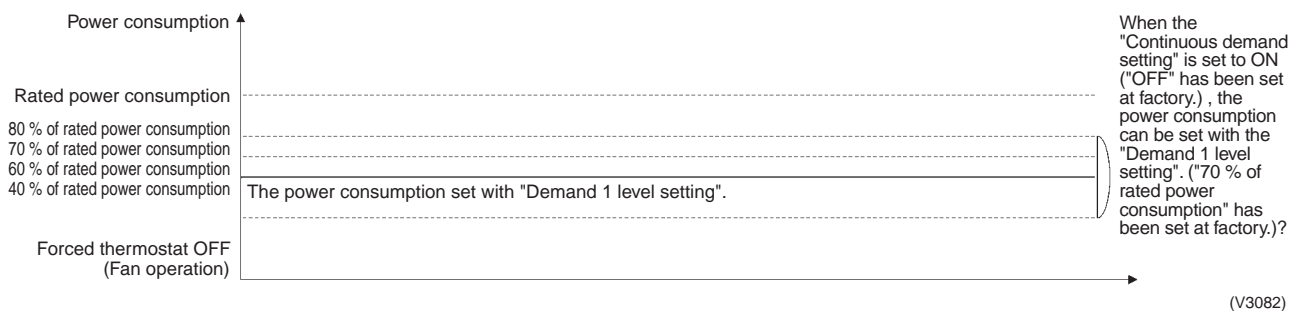 Power consumption
Rated power consumption
80 % of rated power consumption
70 % of rated power consumption
60 % of rated power consumption
40 % of rated power consumption
The power consumption set with "Demand 1 level setting".
Forced thermostat OFF
(Fan operation)
When the
"Continuous demand
setting" is set to ON
("OFF" has been set
at factory.) , the
power consumption
can be set with the
"Demand 1 level
setting". ("70 % of
rated power
consumption" has
been set at factory.)?
(V3082)